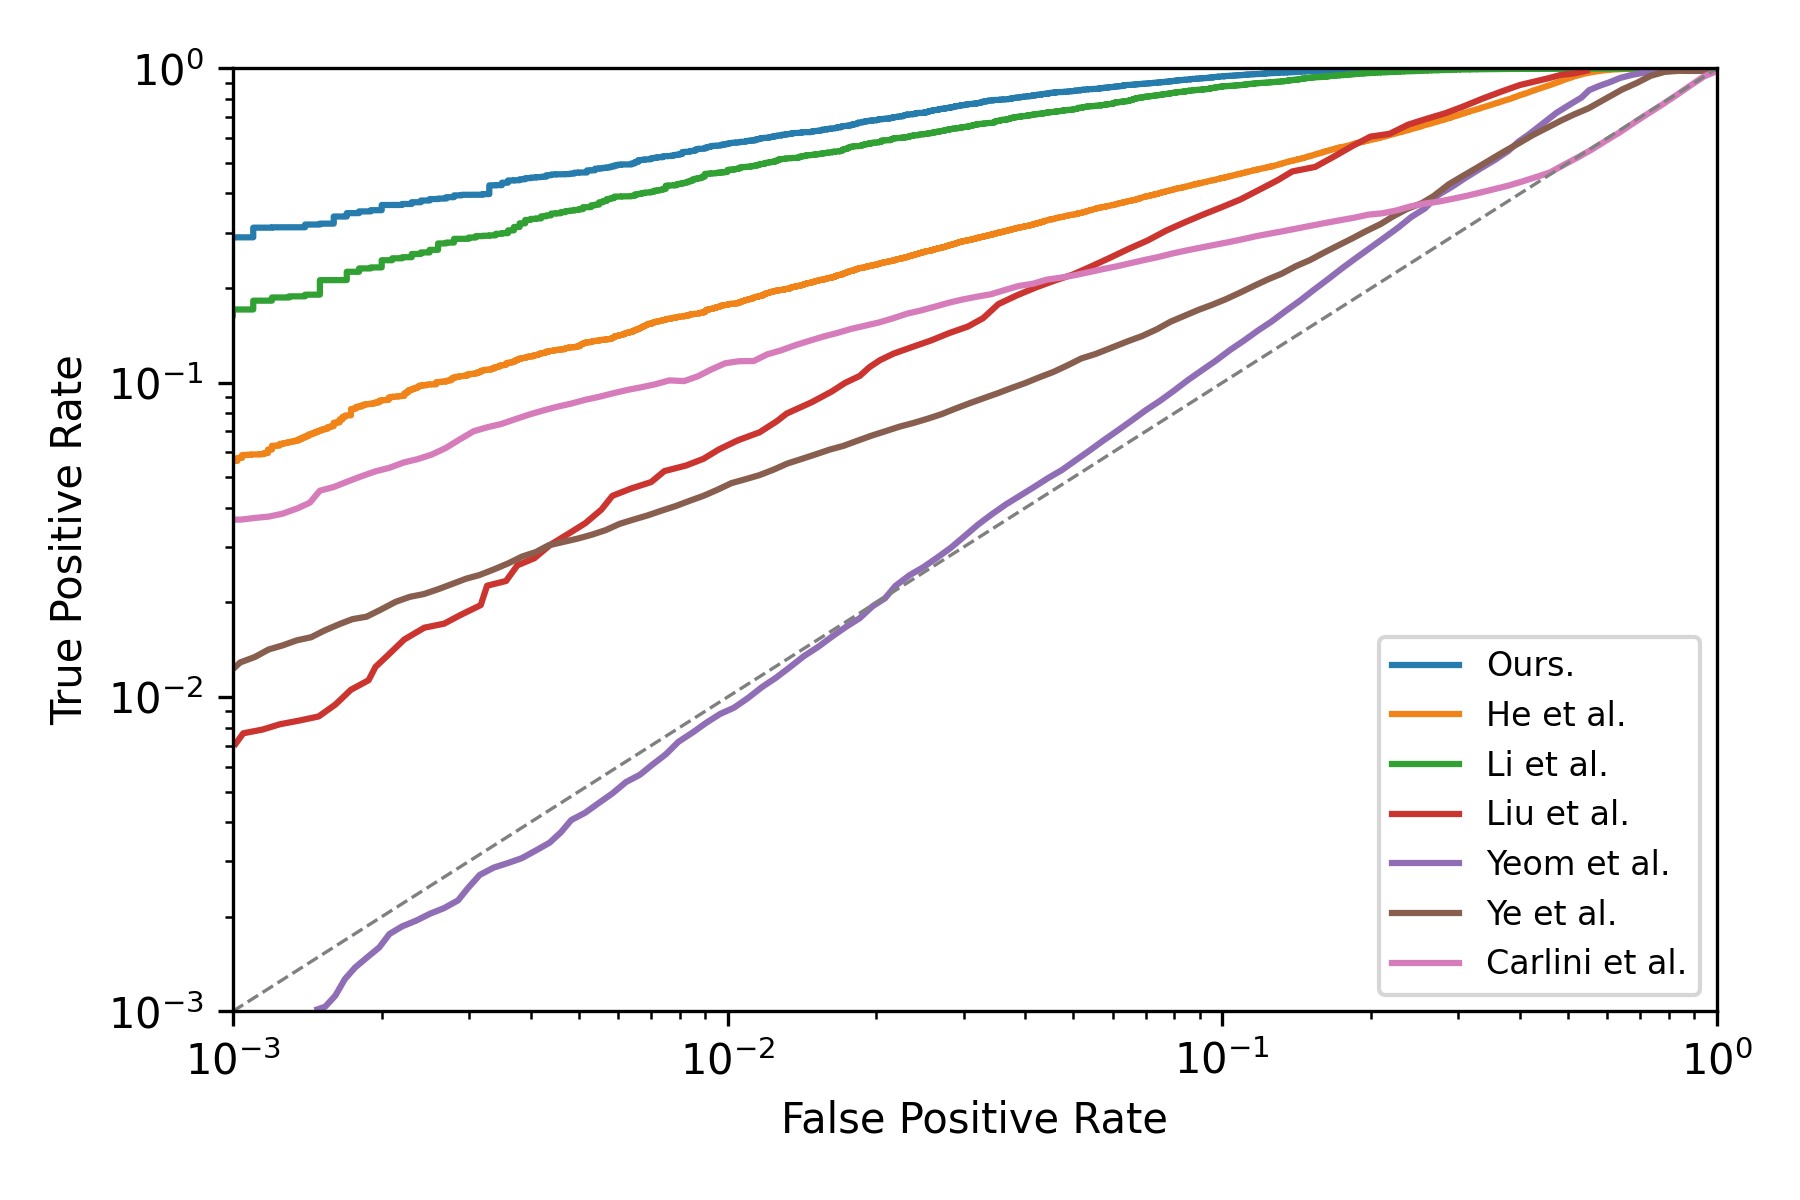 10⁰
10⁻¹
10⁻²
10⁻³
True Positive Rate
10⁻³ 10⁻² 10⁻¹ 10⁰
False Positive Rate
Ours.
He et al.
Li et al.
Liu et al.
Yeom et al.
Ye et al.
Carlini et al.